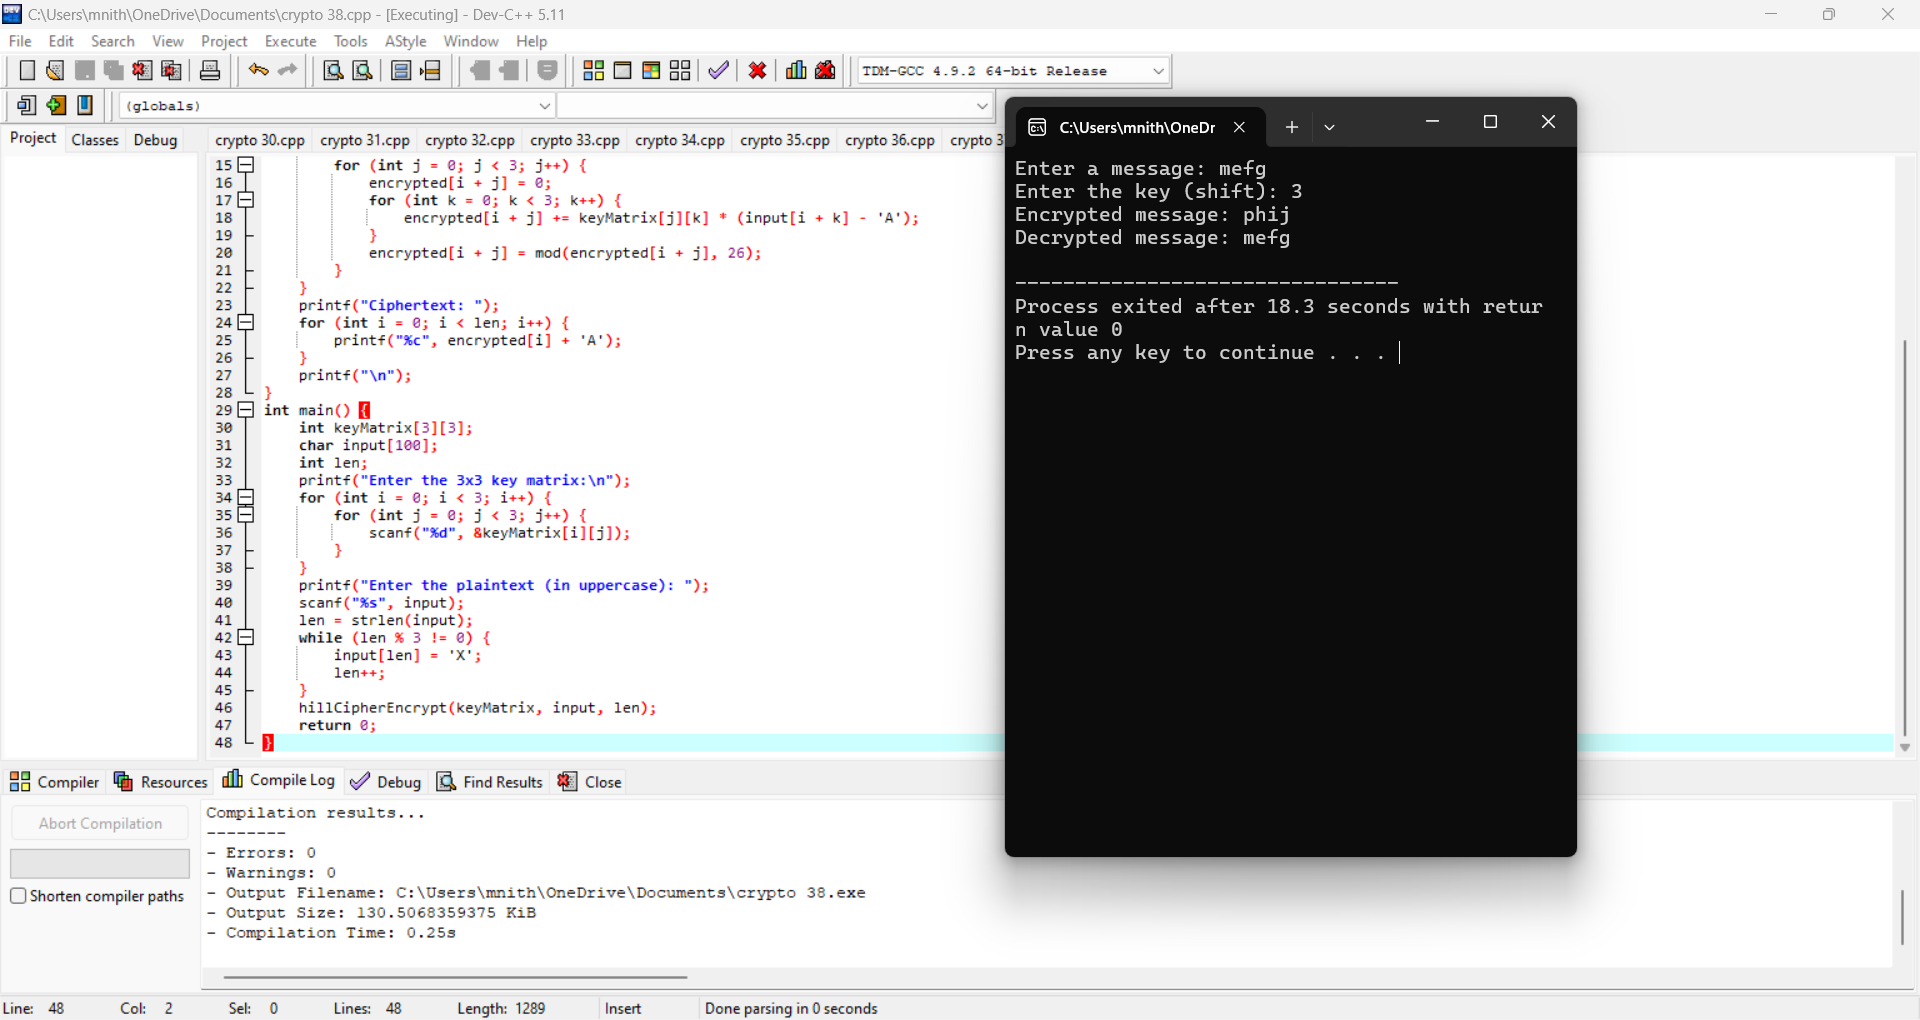 C:\Users\mnith\OneDrive\Documents\crypto 38.cpp - [Executing] - Dev-C++ 5.11
File Edit Search View Project Execute Tools AStyle Window Help
TDM-GCC 4.9.2 64-bit Release
(globals)
Project Classes Debug
crypto 30.cpp crypto 31.cpp crypto 32.cpp crypto 33.cpp crypto 34.cpp crypto 35.cpp crypto 36.cpp crypto 3
15 for (int j = 0; j < 3; j++) {
16 encrypted[i + j] = 0;
17 for (int k = 0; k < 3; k++) {
18 encrypted[i + j] += keyMatrix[j][k] * (input[i + k] - 'A');
19 }
20 encrypted[i + j] = mod(encrypted[i + j], 26);
21 }
22 }
23 printf("Ciphertext: ");
24 for (int i = 0; i < len; i++) {
25 printf("%c", encrypted[i] + 'A');
26 }
27 printf("\n");
28 }
29 int main() {
30 int keyMatrix[3][3];
31 char input[100];
32 int len;
33 printf("Enter the 3x3 key matrix:\n");
34 for (int i = 0; i < 3; i++) {
35 for (int j = 0; j < 3; j++) {
36 scanf("%d", &keyMatrix[i][j]);
37 }
38 }
39 printf("Enter the plaintext (in uppercase): ");
40 scanf("%s", input);
41 len = strlen(input);
42 while (len % 3 != 0) {
43 input[len] = 'X';
44 len++;
45 }
46 hillCipherEncrypt(keyMatrix, input, len);
47 return 0;
48 }
C:\Users\mnith\OneDr
Enter a message: mefg
Enter the key (shift): 3
Encrypted message: phij
Decrypted message: mefg
--------------------------------
Process exited after 18.3 seconds with retur
n value 0
Press any key to continue . . .
Compiler Resources Compile Log Debug Find Results Close
Abort Compilation
Shorten compiler paths
Compilation results...
--------
- Errors: 0
- Warnings: 0
- Output Filename: C:\Users\mnith\OneDrive\Documents\crypto 38.exe
- Output Size: 130.5068359375 KiB
- Compilation Time: 0.25s
Line: 48 Col: 2 Sel: 0 Lines: 48 Length: 1289 Insert Done parsing in 0 seconds